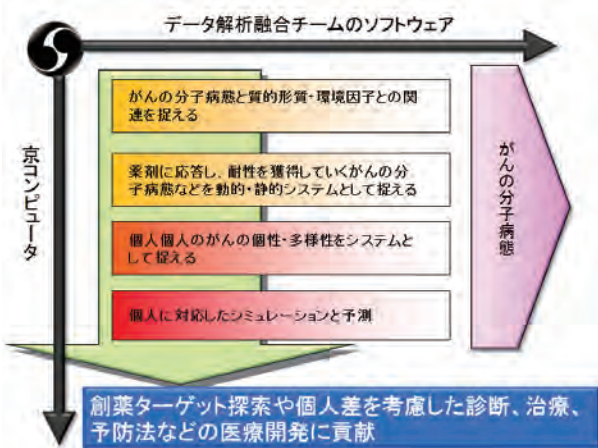 データ解析融合チームのソフトウェア
がんの分子病態と質的形質・環境因子との関
連を捉える
薬剤に応答し、耐性を獲得していくがんの分
子病態などを動的・静的システムとして捉える
個人個人のがんの個性・多様性をシステムと
して捉える
個人に対応したシミュレーションと予測
京コンピュータ
がんの分子病態
創薬ターゲット探索や個人差を考慮した診断、治療、
予防法などの医療開発に貢献